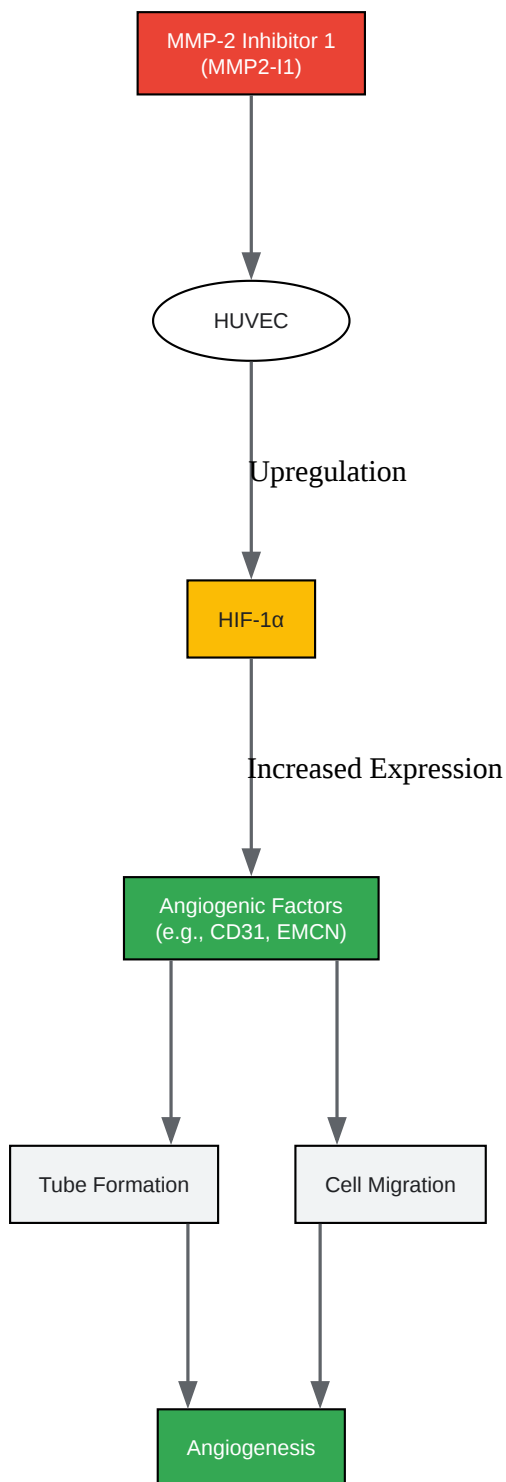 MMP-2 Inhibitor 1
(MMP2-I1)
HUVEC
Upregulation
HIF-1α
Increased Expression
Angiogenic Factors
(e.g., CD31, EMCN)
Tube Formation
Cell Migration
Angiogenesis